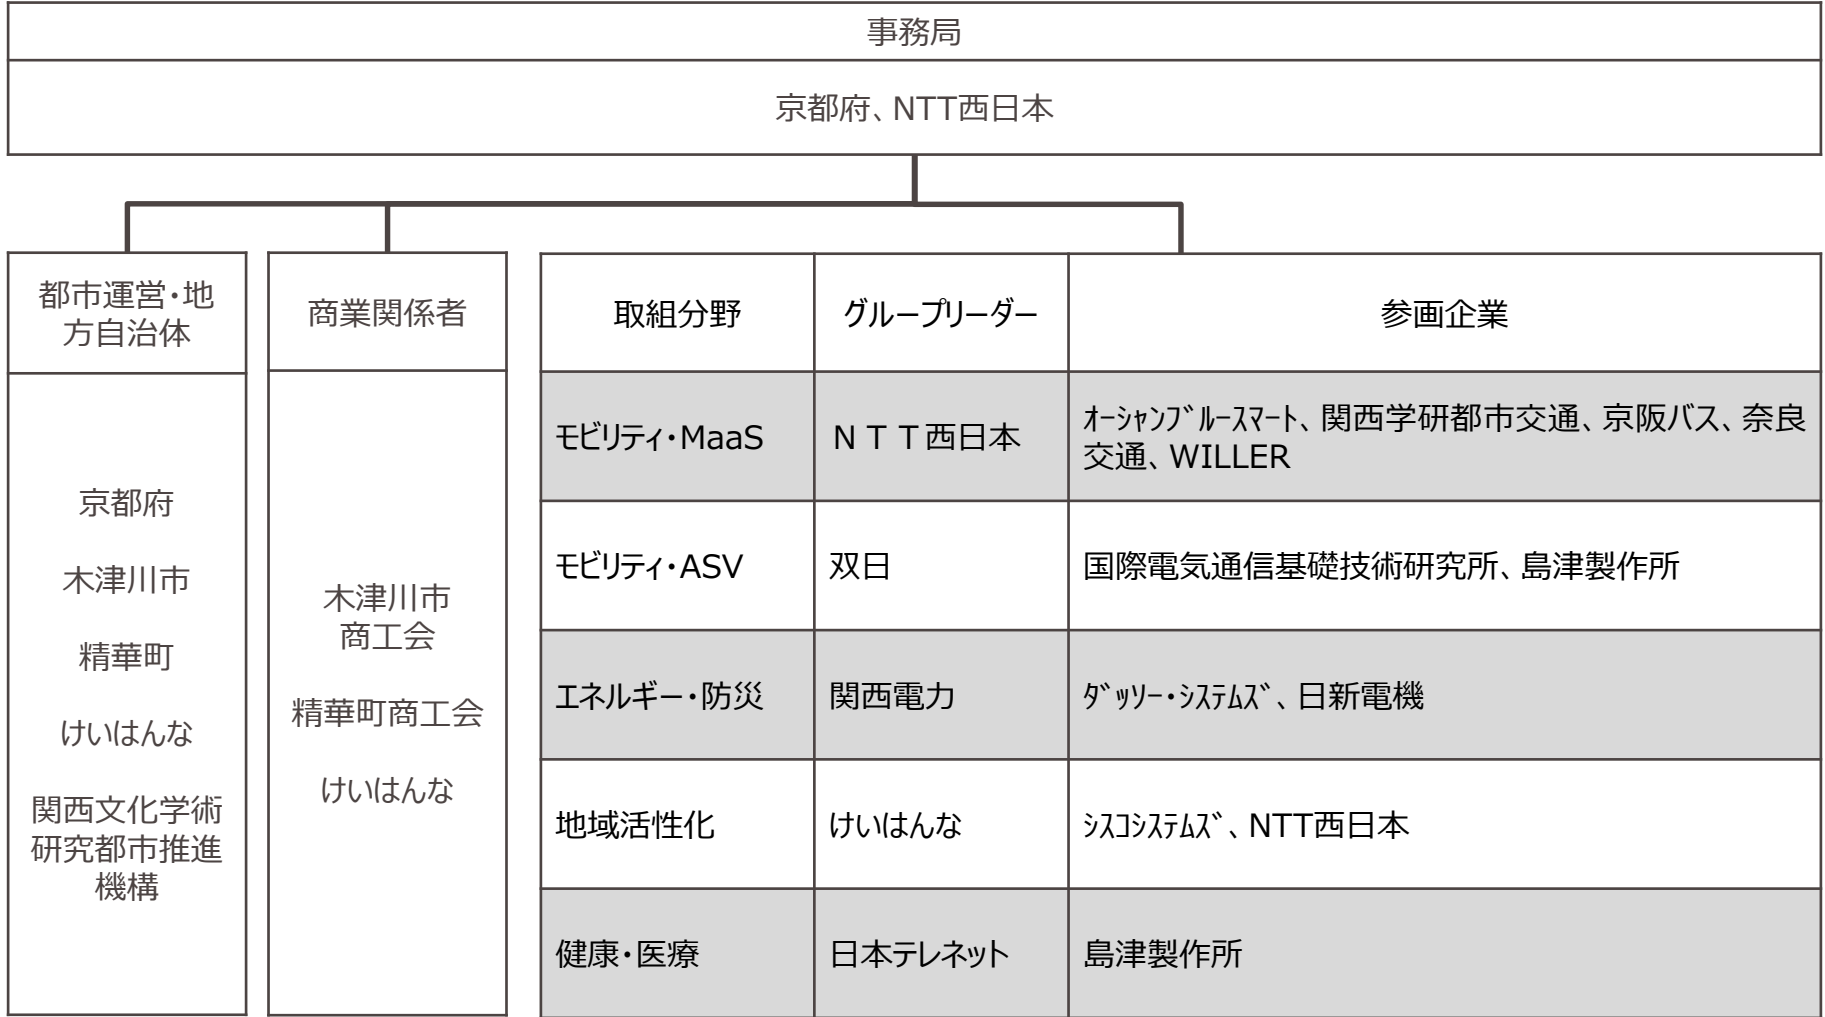 事務局
京都府、NTT西日本
都市運営・地
方自治体
京都府
木津川市
精華町
けいはんな
関西文化学術
研究都市推進
機構
商業関係者
木津川市
商工会
精華町商工会
けいはんな
取組分野 グループリーダー 参画企業
モビリティ・MaaS NTT西日本 ｵｰｼｬﾝﾌﾞﾙｰｽﾏｰﾄ、関西学研都市交通、京阪バス、奈良
交通、WILLER
モビリティ・ASV 双日 国際電気通信基礎技術研究所、島津製作所
エネルギー・防災 関西電力 ﾀﾞｯｿｰ・ｼｽﾃﾑｽﾞ、日新電機
地域活性化 けいはんな ｼｽｺｼｽﾃﾑｽﾞ、NTT西日本
健康・医療 日本テレネット 島津製作所